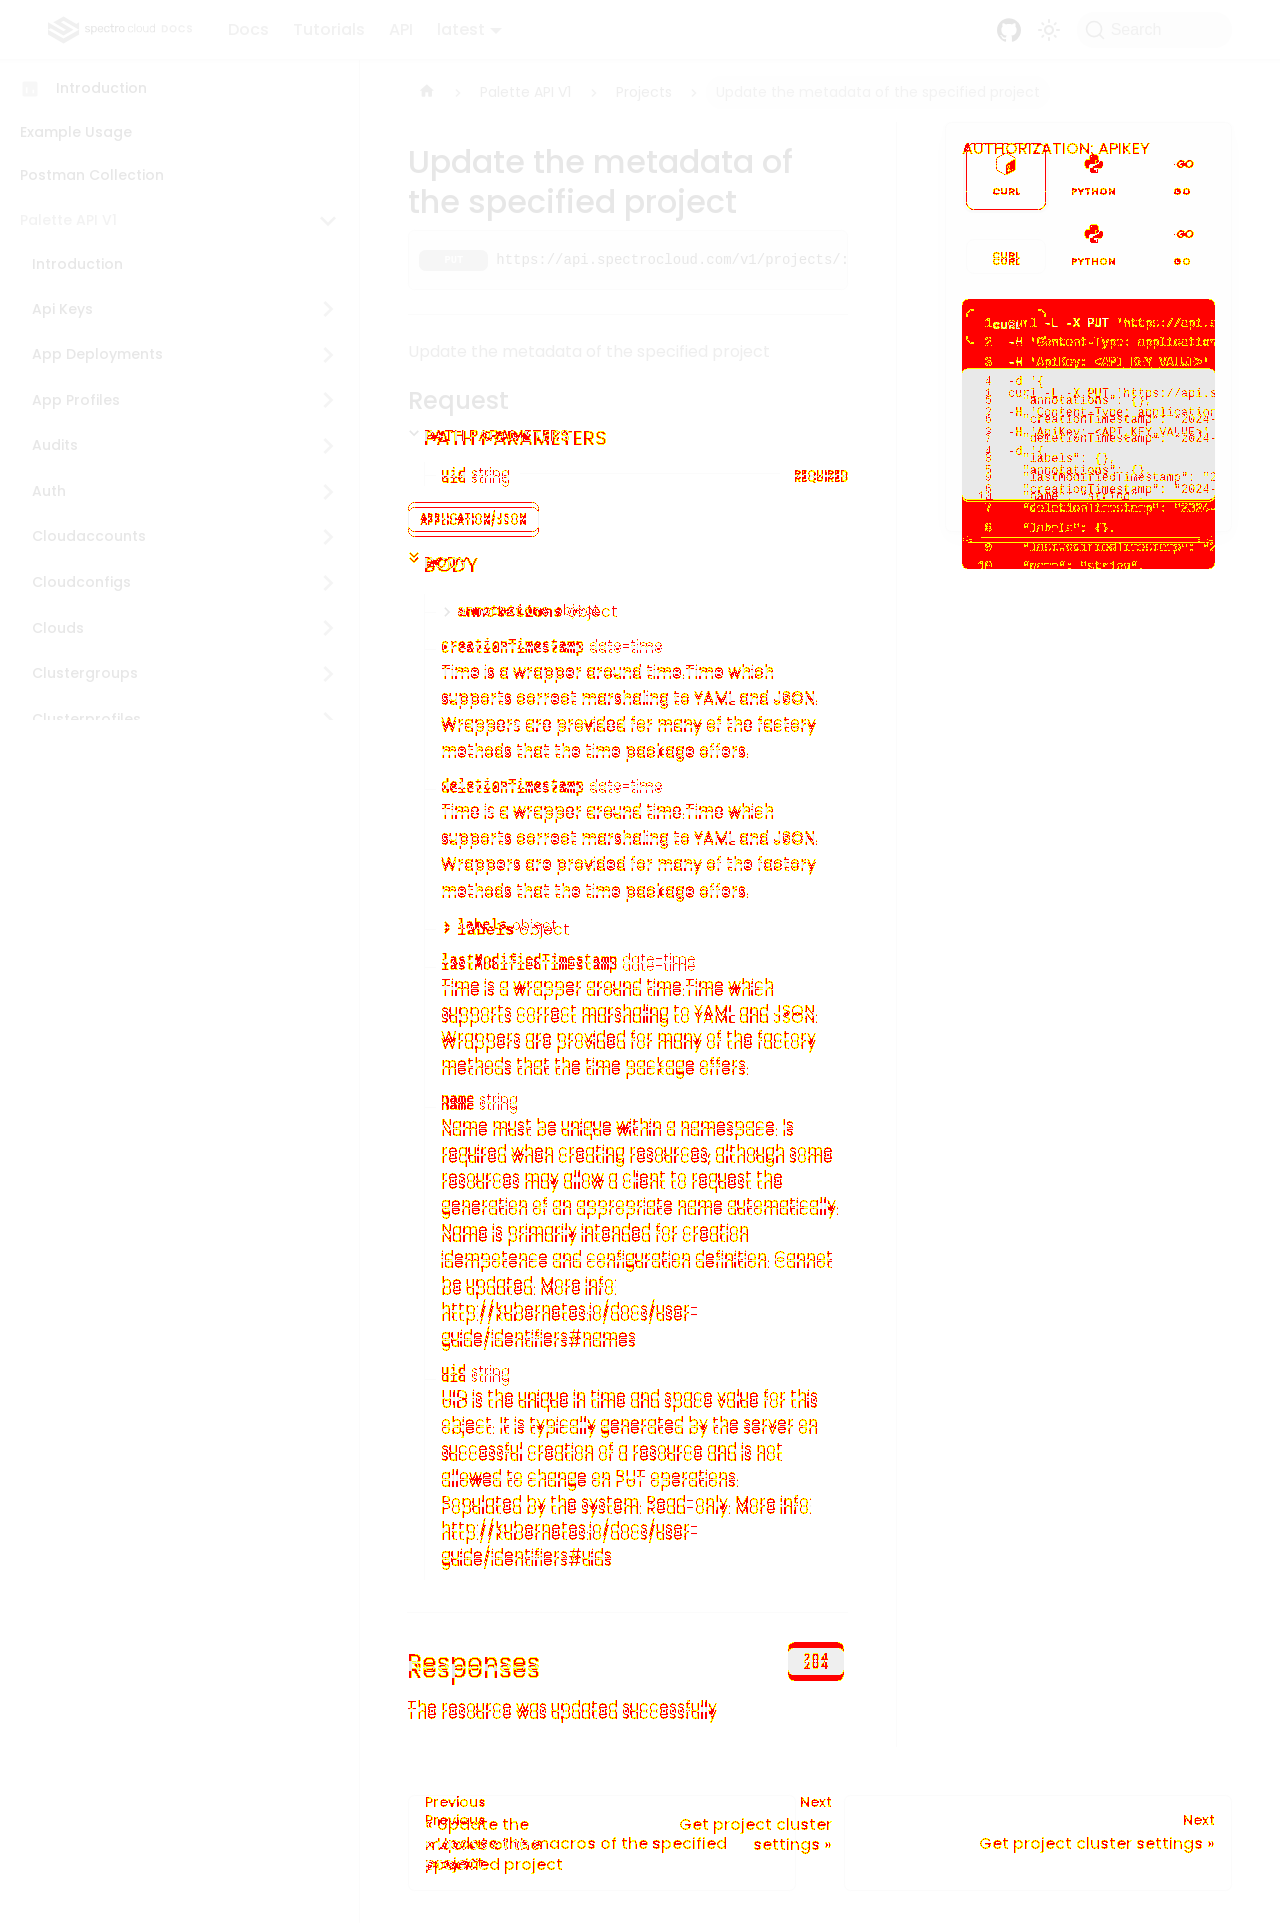 spectro cloud DOCS
Docs
Tutorials
API
latest
Search
Introduction
Example Usage
Postman Collection
Palette API V1
Introduction
Api Keys
App Deployments
App Profiles
Audits
Auth
Cloudaccounts
Cloudconfigs
Clouds
Clustergroups
Clusterprofiles
Palette API V1
Projects
Update the metadata of the specified project
Update the metadata of
the specified project
PUT
https://api.spectrocloud.com/v1/projects/:
Update the metadata of the specified project
Request
PATH PARAMETERS
uid string
REQUIRED
APPLICATION/JSON
BODY
annotations object
creationTimestamp date-time
Time is a wrapper around time.Time which
supports correct marshaling to YAML and JSON.
Wrappers are provided for many of the factory
methods that the time package offers.
deletionTimestamp date-time
Time is a wrapper around time.Time which
supports correct marshaling to YAML and JSON.
Wrappers are provided for many of the factory
methods that the time package offers.
labels object
lastModifiedTimestamp date-time
Time is a wrapper around time.Time which
supports correct marshaling to YAML and JSON.
Wrappers are provided for many of the factory
methods that the time package offers.
name string
Name must be unique within a namespace. Is
required when creating resources, although some
resources may allow a client to request the
generation of an appropriate name automatically.
Name is primarily intended for creation
idempotence and configuration definition. Cannot
be updated. More info:
http://kubernetes.io/docs/user-
guide/identifiers#names
uid string
UID is the unique in time and space value for this
object. It is typically generated by the server on
successful creation of a resource and is not
allowed to change on PUT operations.
Populated by the system. Read-only. More info:
http://kubernetes.io/docs/user-
guide/identifiers#uids
Responses
204
The resource was updated successfully
AUTHORIZATION: APIKEY
CURL
PYTHON
GO
CURL
PYTHON
GO
CURL
1 curl -L -X PUT 'https://api.s
2 -H 'Content-Type: application
3 -H 'ApiKey: <API_KEY_VALUE>'
4 -d '{
"annotations": {},
"creationTimestamp": "2024-
7 "deletionTimestamp": "2024-
8 "labels": {},
9 "lastModifiedTimestamp": "2
10 "name": "string",
Previous
Next
Get project cluster
settings »
Update the macros of the specified
project
Next
Get project cluster settings »